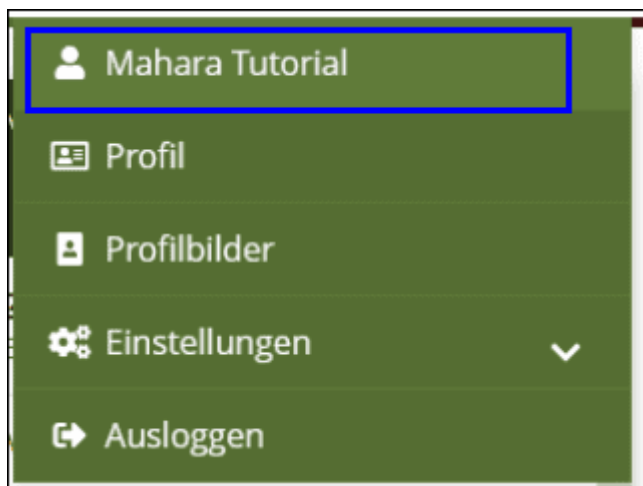 Mahara Tutorial
Profil
Profilbilder
Einstellungen
Ausloggen